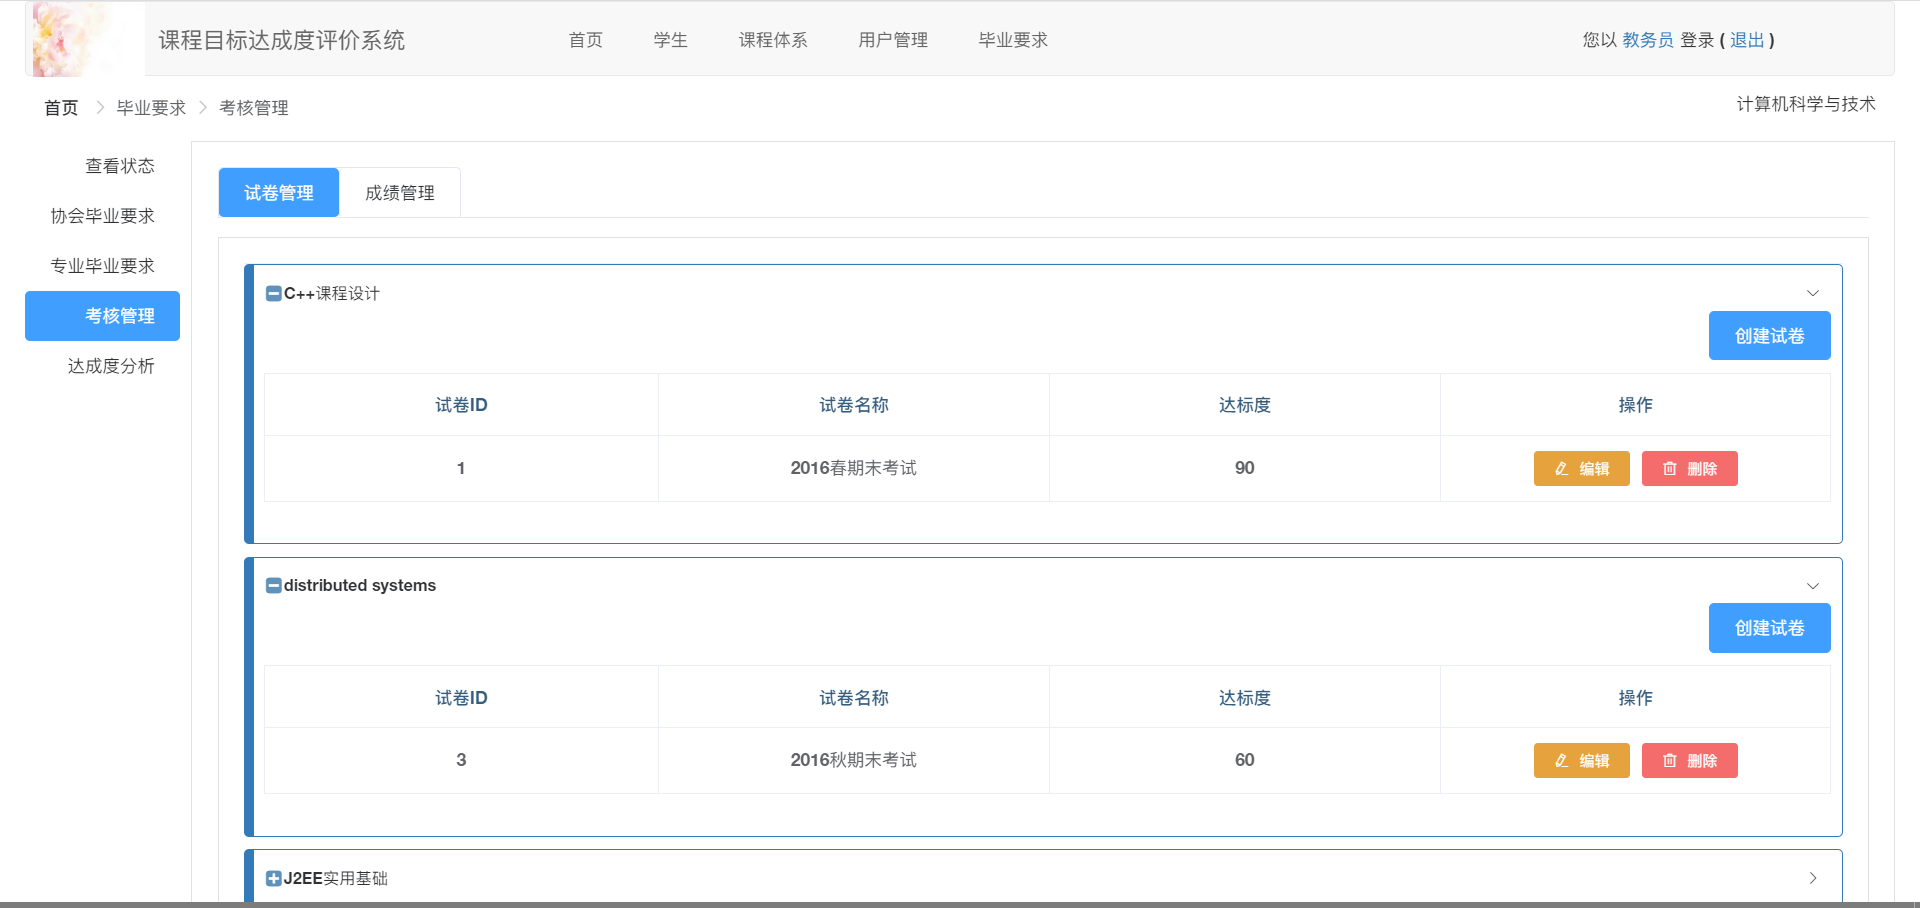 课程目标达成度评价系统
首页 学生 课程体系 用户管理 毕业要求
您以 教务员 登录 ( 退出 )
首页 毕业要求 考核管理
计算机科学与技术
查看状态
协会毕业要求
专业毕业要求
考核管理
达成度分析
试卷管理 成绩管理
C++课程设计
创建试卷
试卷ID 试卷名称 达标度 操作
1 2016春期末考试 90 编辑 删除
distributed systems
创建试卷
试卷ID 试卷名称 达标度 操作
3 2016秋期末考试 60 编辑 删除
J2EE实用基础